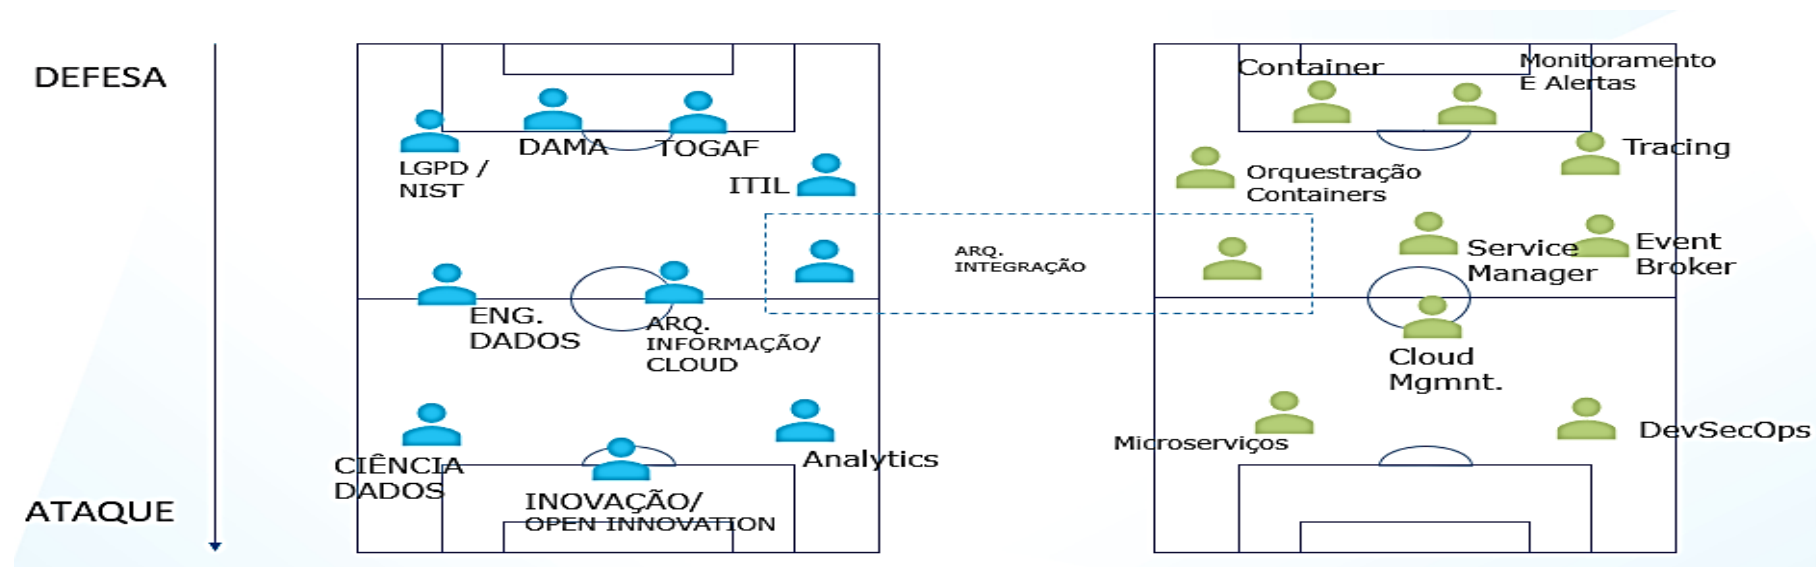 DEFESA
ATAQUE
DAMA
TOGAF
LGPD /
NIST
ITIL
ENG.
DADOS
ARQ.
INFORMAÇÃO/
CLOUD
CIÊNCIA
DADOS
INOVAÇÃO/
OPEN INNOVATION
Analytics
ARQ.
INTEGRAÇÃO
Container
Monitoramento
E Alertas
Orquestração
Containers
Tracing
Service
Manager
Event
Broker
Cloud
Mgmnt.
Microserviços
DevSecOps